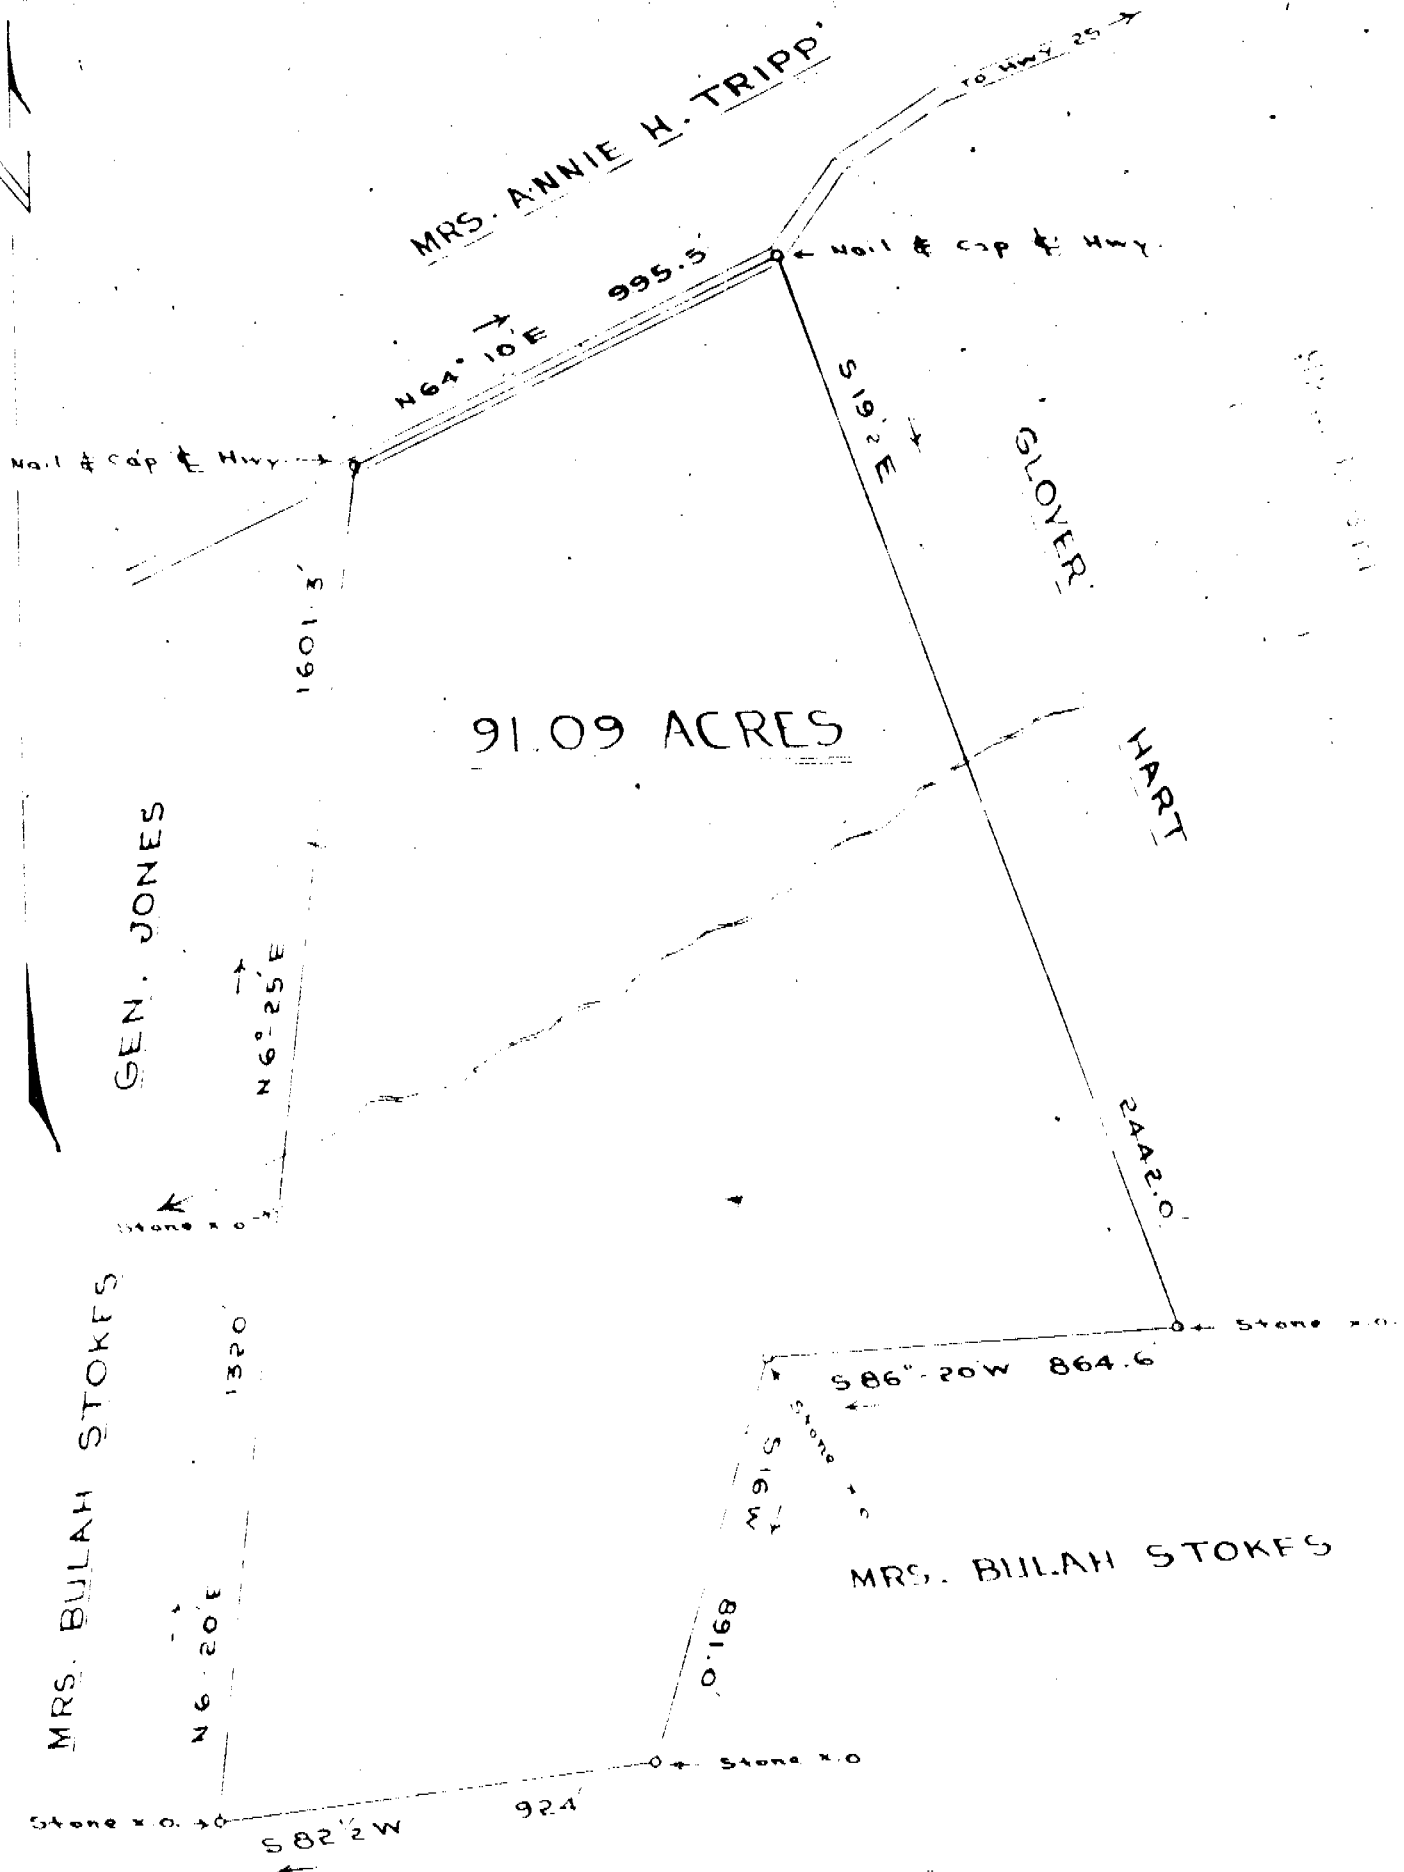 TO HWY 25
MRS. ANNIE H. TRIPP
Nail & Cap ℄ Hwy.
995.5'
N64° 10'E
S19½E
GLOVER
HART
Nail & Cap ℄ Hwy
1601.3'
91.09 ACRES
GEN. JONES
N6°-25'E
2442.0
Stone x.o
Stone x.o.
S86°-20'W 864.6
Stone x o
S16W
MRS. BULAH STOKES
1320'
MRS. BULAH STOKES
891.0'
N6 20'E
Stone x.o
Stone x.o.
924'
S82½W